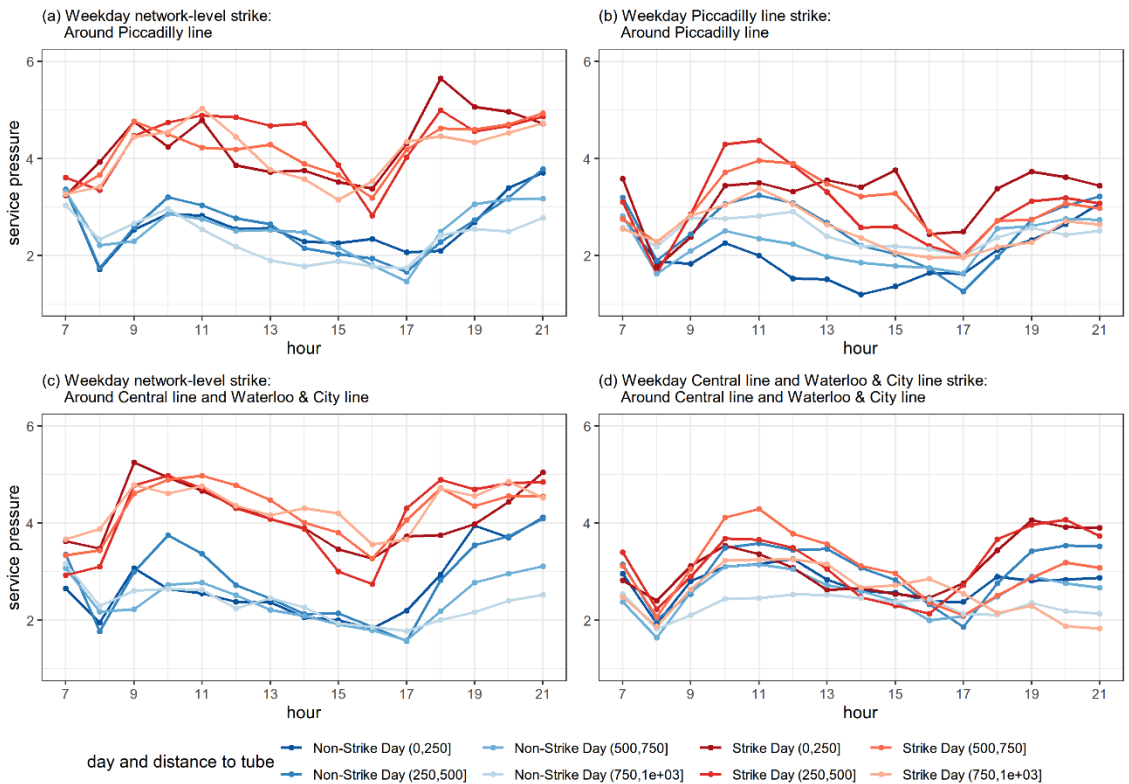 (a) Weekday network-level strike:
Around Piccadilly line
(b) Weekday Piccadilly line strike:
Around Piccadilly line
service pressure
6
4
2
7 9 11 13 15 17 19 21
hour
6
4
2
7 9 11 13 15 17 19 21
hour
(c) Weekday network-level strike:
Around Central line and Waterloo & City line
(d) Weekday Central line and Waterloo & City line strike:
Around Central line and Waterloo & City line
service pressure
6
4
2
7 9 11 13 15 17 19 21
hour
6
4
2
7 9 11 13 15 17 19 21
hour
day and distance to tube
Non-Strike Day (0,250] Non-Strike Day (500,750] Strike Day (0,250] Strike Day (500,750]
Non-Strike Day (250,500] Non-Strike Day (750,1e+03] Strike Day (250,500] Strike Day (750,1e+03]